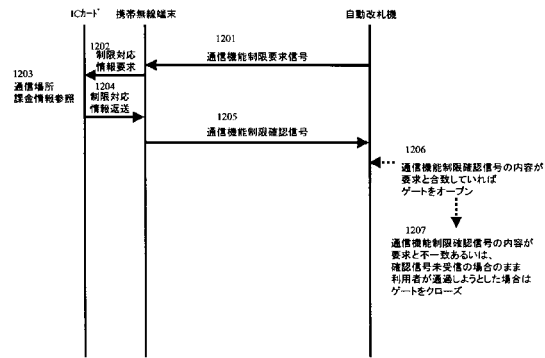 ICカード
携帯無線端末
自動改札機
1201
通信機能制限要求信号
1202
制限対応
情報要求
1203
通信場所
課金情報参照
1204
制限対応
情報返送
1205
通信機能制限確認信号
1206
通信機能制限確認信号の内容が
要求と合致していれば
ゲートをオープン
1207
通信機能制限確認信号の内容が
要求と不一致あるいは、
確認信号未受信の場合のまま
利用者が通過しようとした場合は
ゲートをクローズ